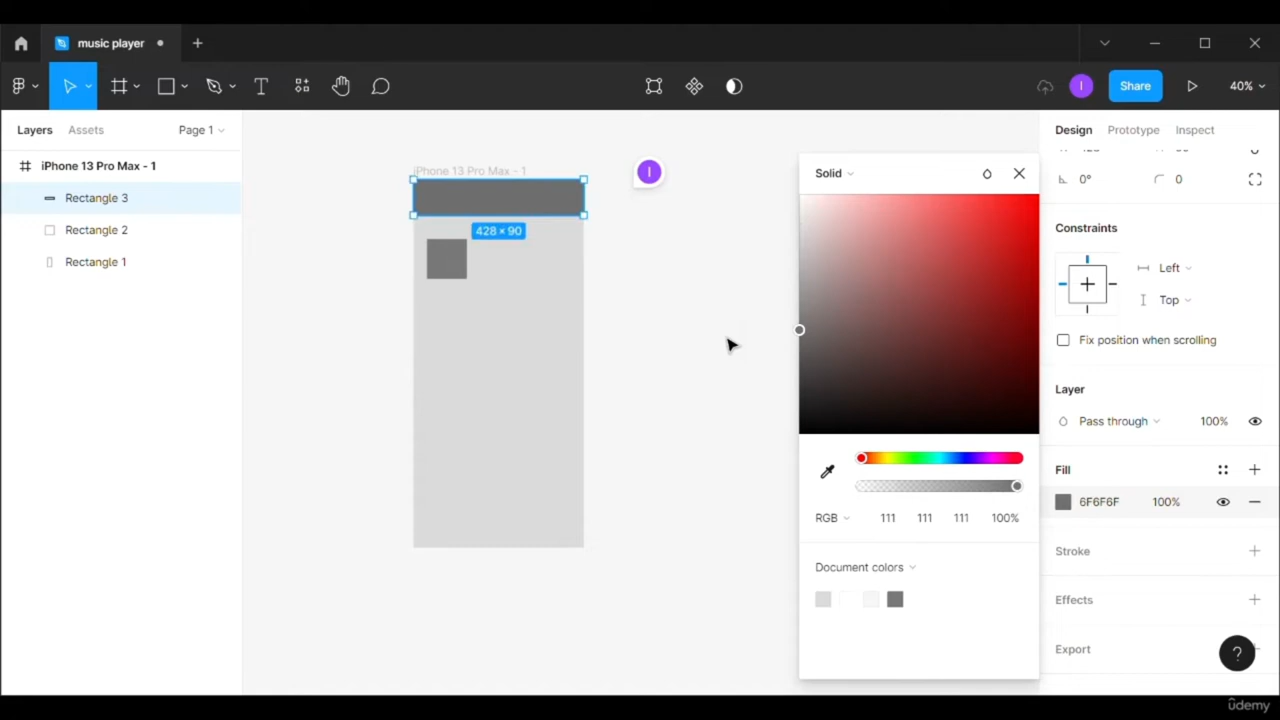 music player
Share
40%
Layers
Assets
Page 1
Design
Prototype
Inspect
iPhone 13 Pro Max - 1
Rectangle 3
Rectangle 2
Rectangle 1
iPhone 13 Pro Max - 1
I
I
428 × 90
Solid
RGB 111 111 111 100%
Document colors
0° 0
Constraints
Left
Top
Fix position when scrolling
Layer
Pass through 100%
Fill
6F6F6F 100%
Stroke
Effects
Export
?
ûdemy